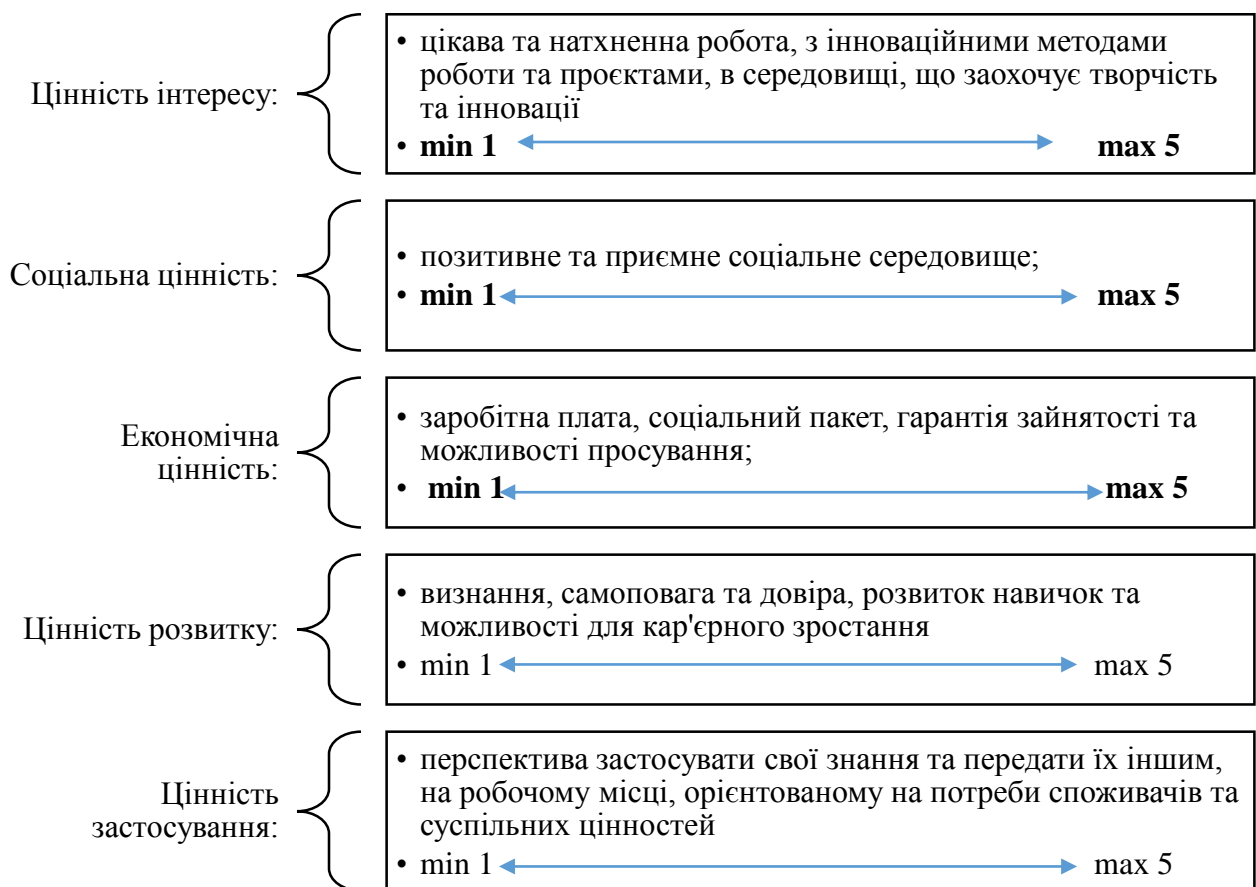 Цінність інтересу:
• цікава та натхненна робота, з інноваційними методами
роботи та проєктами, в середовищі, що заохочує творчість
та інновації
• min 1 max 5
Соціальна цінність:
• позитивне та приємне соціальне середовище;
• min 1 max 5
Економічна
цінність:
• заробітна плата, соціальний пакет, гарантія зайнятості та
можливості просування;
• min 1 max 5
Цінність розвитку:
• визнання, самоповага та довіра, розвиток навичок та
можливості для кар'єрного зростання
• min 1 max 5
Цінність
застосування:
• перспектива застосувати свої знання та передати їх іншим,
на робочому місці, орієнтованому на потреби споживачів та
суспільних цінностей
• min 1 max 5